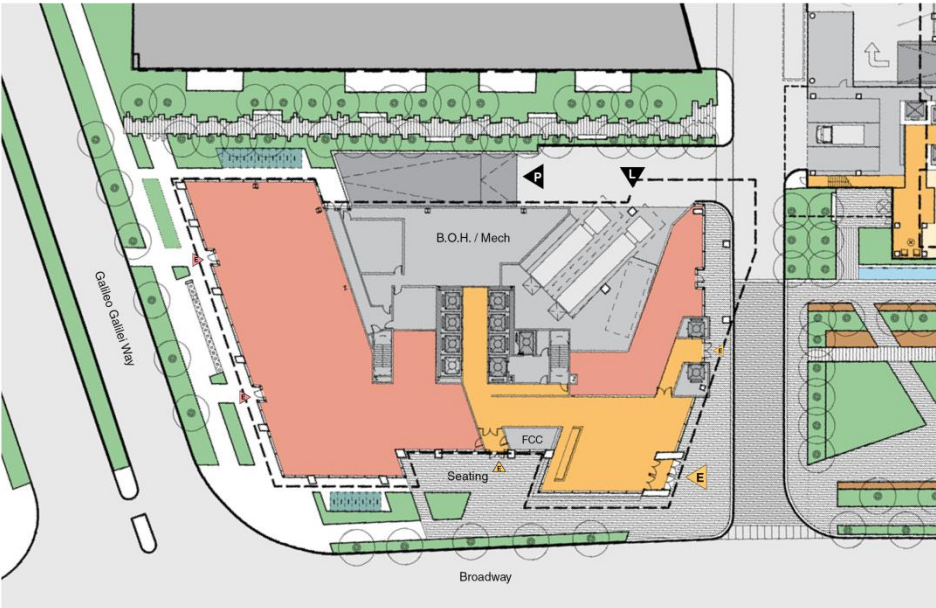 P
L
B.O.H. / Mech
E
Galileo Galilei Way
E
E
FCC
E
Seating
E
Broadway